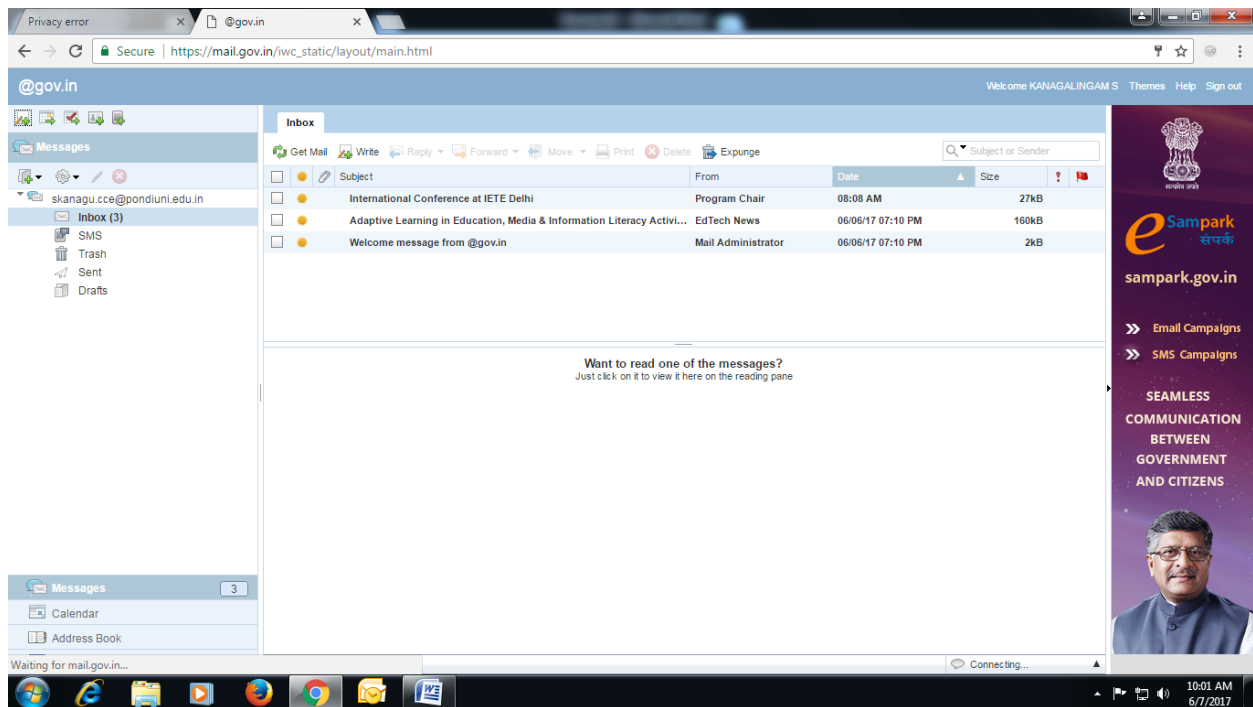 Privacy error
@gov.in
Secure | https://mail.gov.in/iwc_static/layout/main.html
@gov.in
Welcome KANAGALINGAM S Themes Help Sign out
Messages
skanagu.cce@pondiuni.edu.in
Inbox (3)
SMS
Trash
Sent
Drafts
Inbox
Get Mail Write Reply Forward Move Print Delete Expunge Subject or Sender
Subject From Date Size
International Conference at IETE Delhi Program Chair 08:08 AM 27kB
Adaptive Learning in Education, Media & Information Literacy Activi... EdTech News 06/06/17 07:10 PM 160kB
Welcome message from @gov.in Mail Administrator 06/06/17 07:10 PM 2kB
Want to read one of the messages?
Just click on it to view it here on the reading pane
सत्यमेव जयते
e Sampark
संपर्क
sampark.gov.in
Email Campaigns
SMS Campaigns
SEAMLESS
COMMUNICATION
BETWEEN
GOVERNMENT
AND CITIZENS
Messages 3
Calendar
Address Book
Waiting for mail.gov.in...
Connecting...
10:01 AM
6/7/2017